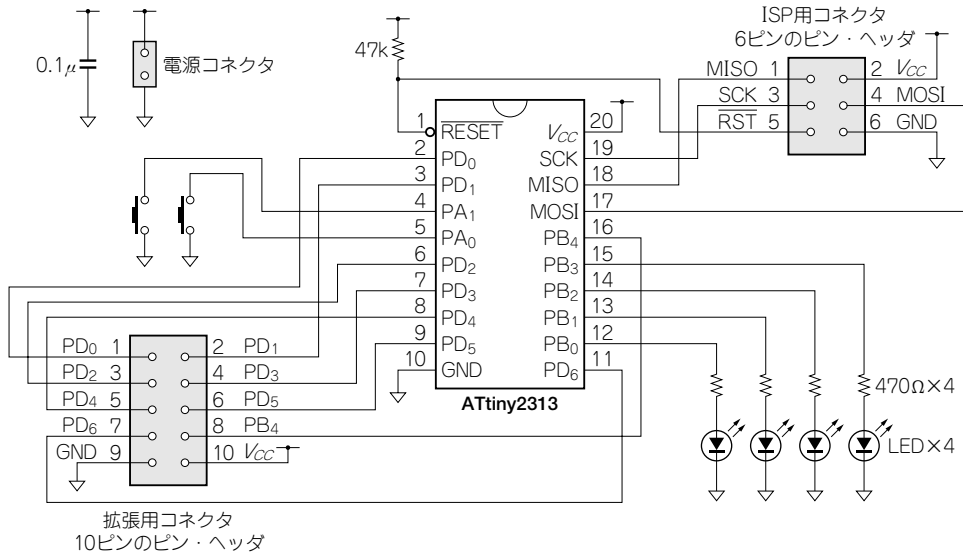 ISP用コネクタ
6ピンのピン・ヘッダ
0.1μ
電源コネクタ
47k
MISO 1
2 VCC
SCK 3
4 MOSI
RST 5
6 GND
1 RESET
2 PD0
3 PD1
4 PA1
5 PA0
6 PD2
7 PD3
8 PD4
9 PD5
10 GND
VCC 20
SCK 19
MISO 18
MOSI 17
PB4 16
PB3 15
PB2 14
PB1 13
PB0 12
PD6 11
ATtiny2313
PD0 1
2 PD1
PD2 3
4 PD3
PD4 5
6 PD5
PD6 7
8 PB4
GND 9
10 VCC
拡張用コネクタ
10ピンのピン・ヘッダ
470Ω×4
LED×4